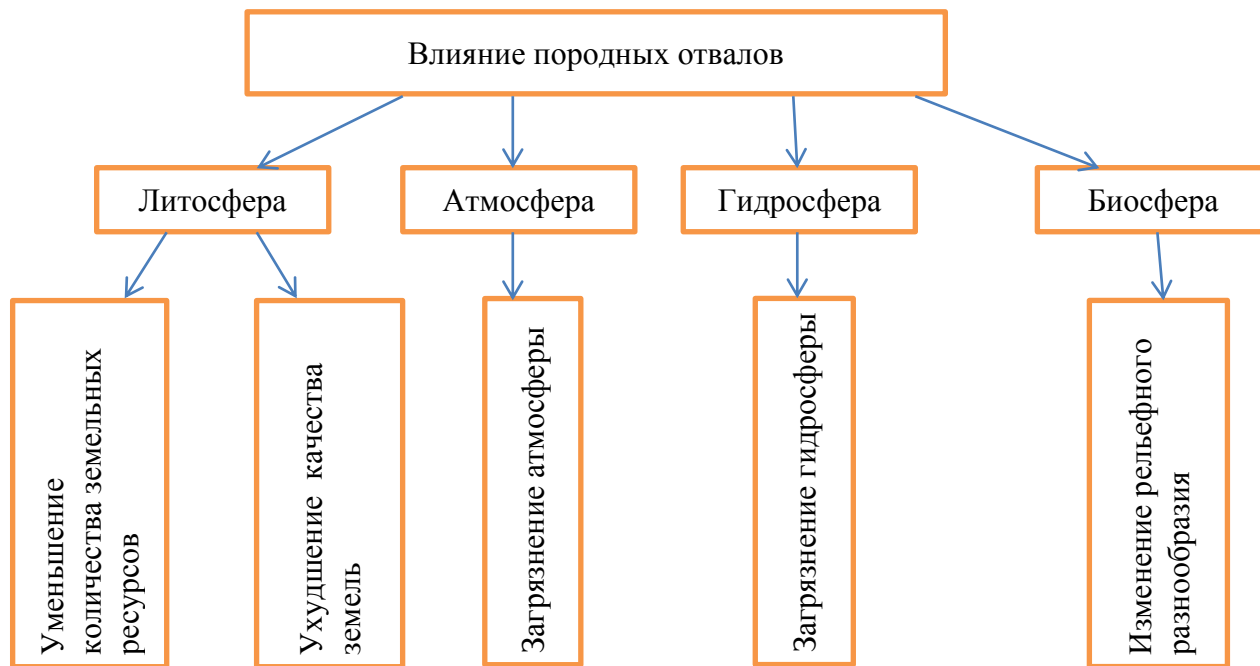 Влияние породных отвалов
Литосфера
Атмосфера
Гидросфера
Биосфера
Уменьшение
количества земельных
ресурсов
Ухудшение качества
земель
Загрязнение атмосферы
Загрязнение гидросферы
Изменение рельефного
разнообразия